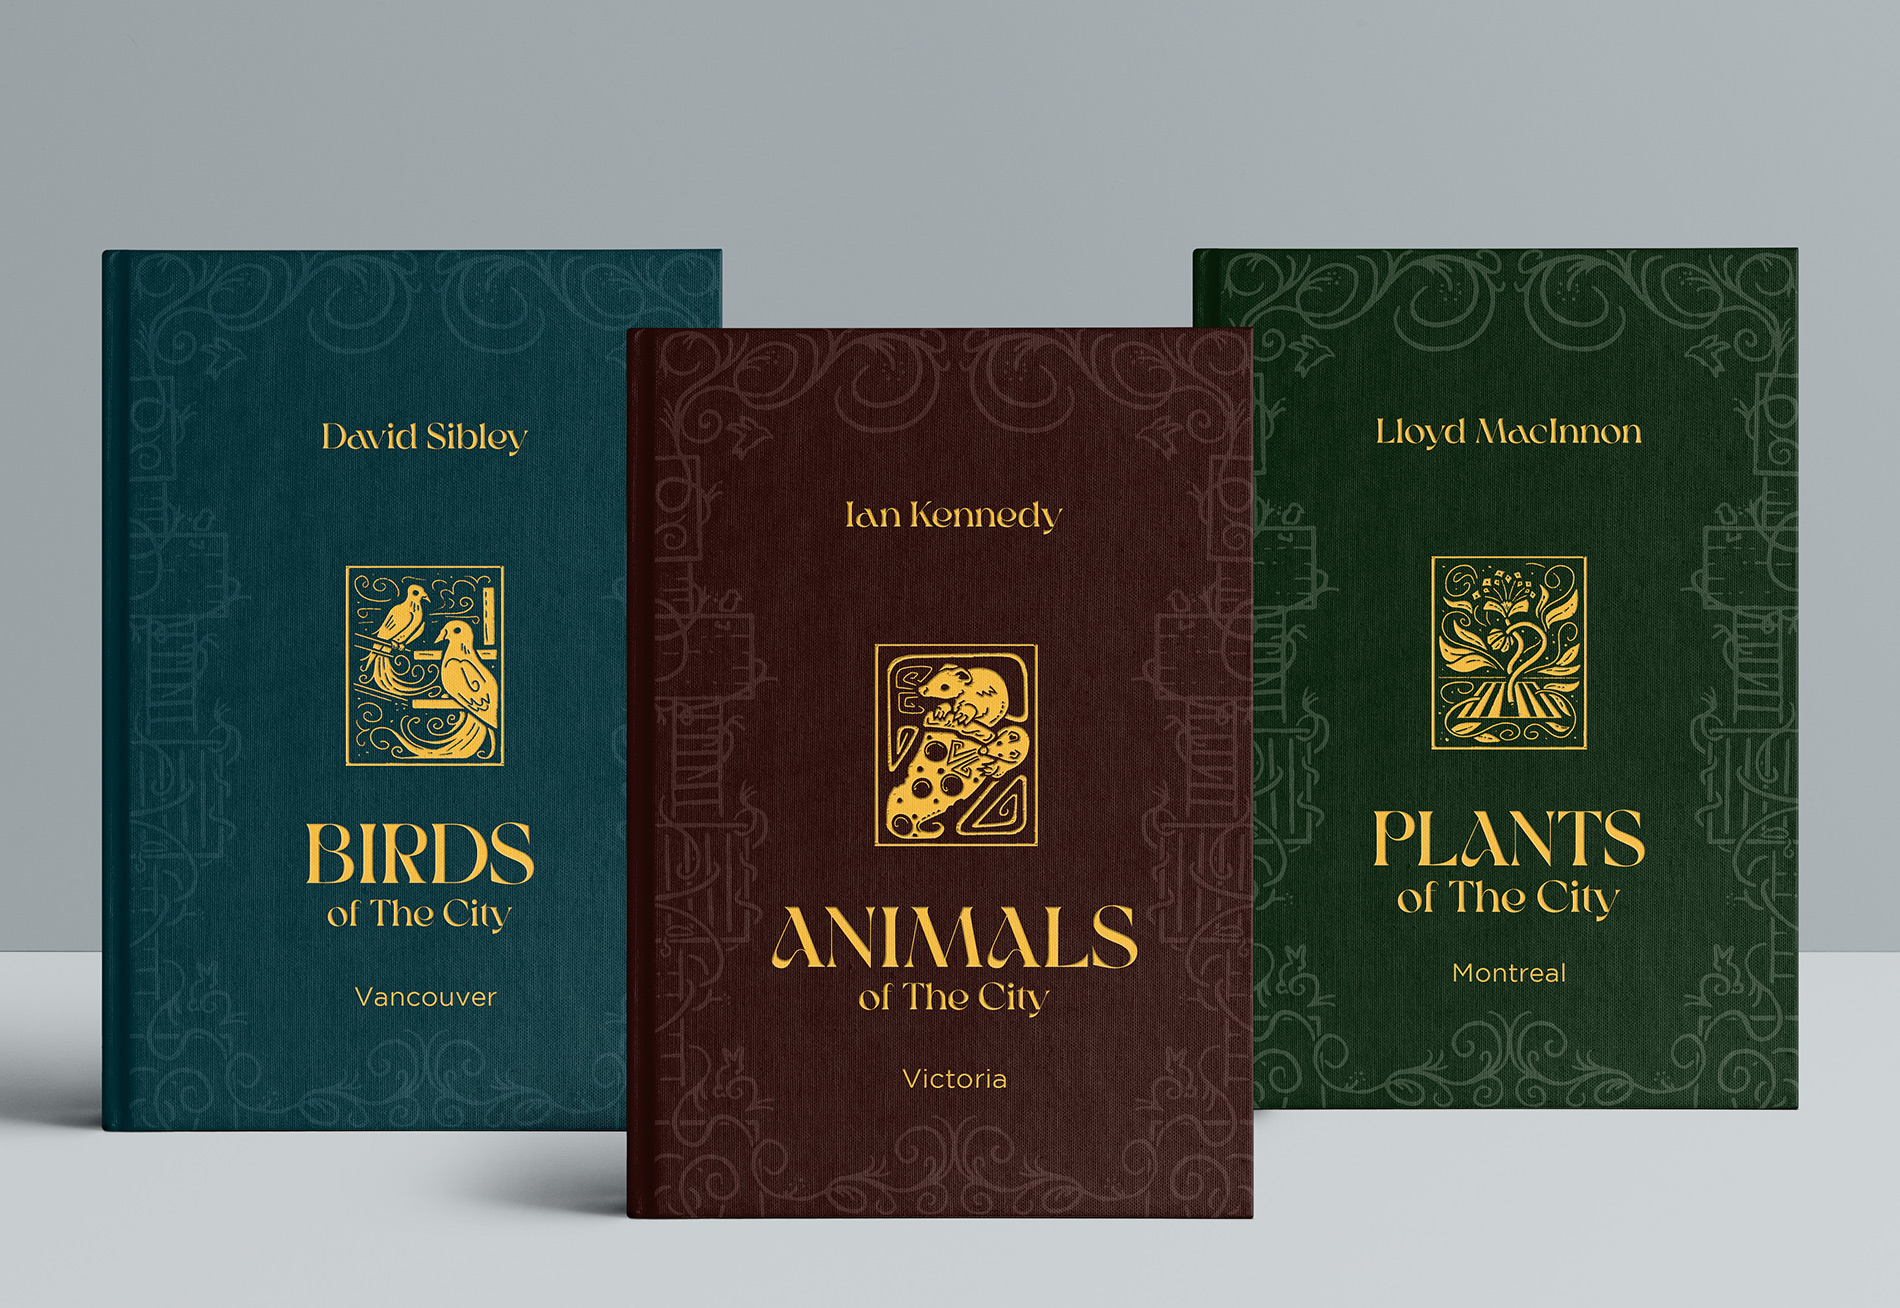 David Sibley
BIRDS
of The City
Vancouver
Ian Kennedy
ANIMALS
of The City
Victoria
Lloyd MacInnon
PLANTS
of The City
Montreal